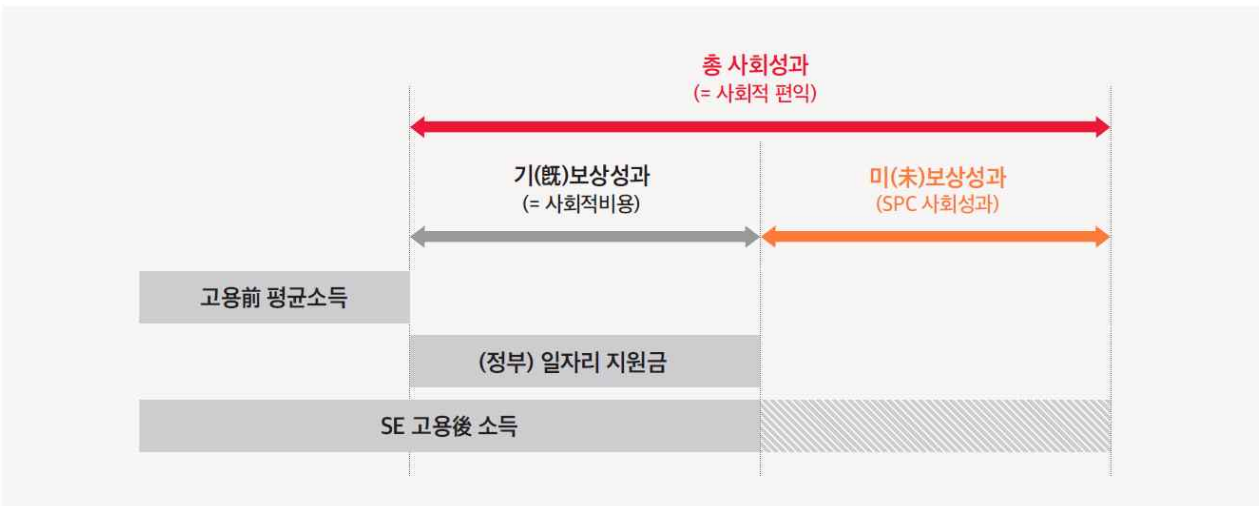 총 사회성과
(= 사회적 편익)
기(旣)보상성과
(= 사회적비용)
미(未)보상성과
(SPC 사회성과)
고용前 평균소득
(정부) 일자리 지원금
SE 고용後 소득